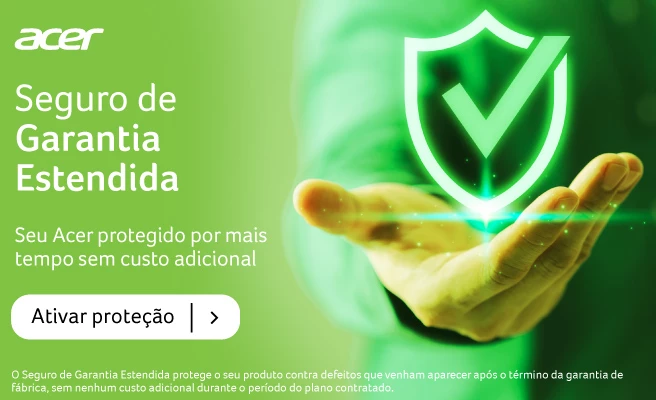 acer
Seguro de
Garantia
Estendida
Seu Acer protegido por mais
tempo sem custo adicional
Ativar proteção
O Seguro de Garantia Estendida protege o seu produto contra defeitos que venham aparecer após o término da garantia de
fábrica, sem nenhum custo adicional durante o período do plano contratado.